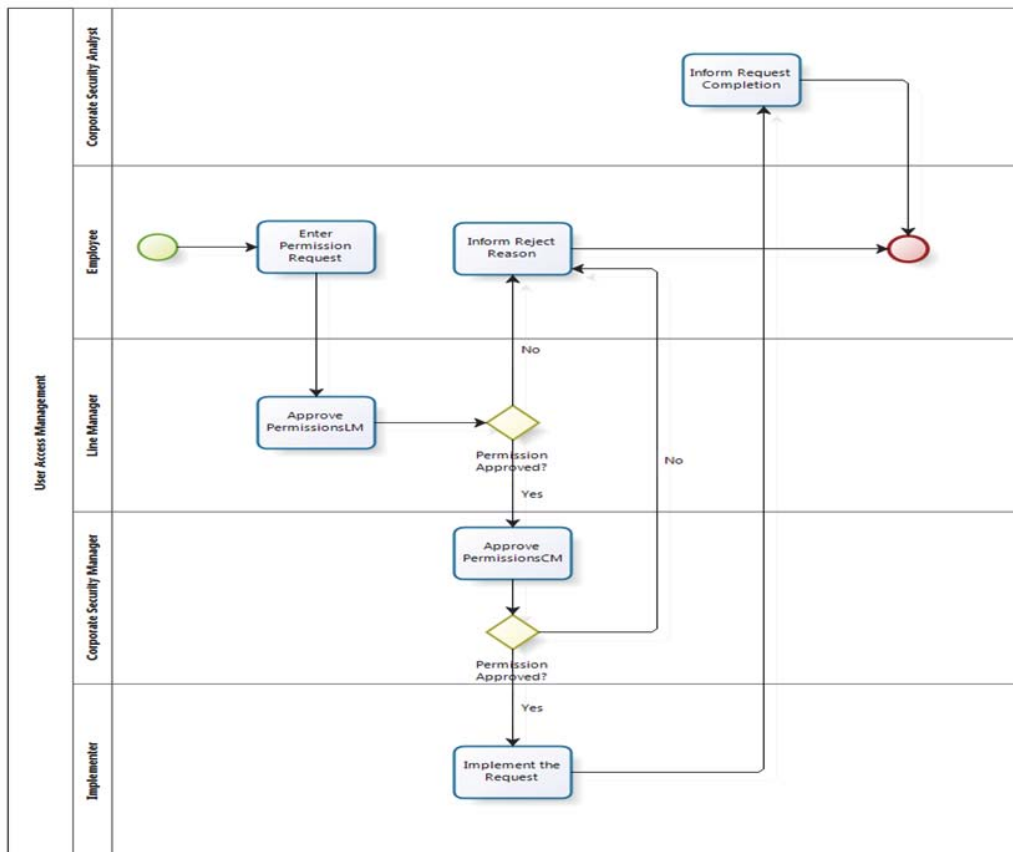 User Access Management
Corporate Security Analyst
Inform Request
Completion
Employee
Enter
Permission
Request
Inform Reject
Reason
Line Manager
Approve
PermissionsLM
No
Permission
Approved?
Yes
No
Corporate Security Manager
Approve
PermissionsCM
Permission
Approved?
Yes
Implementer
Implement the
Request